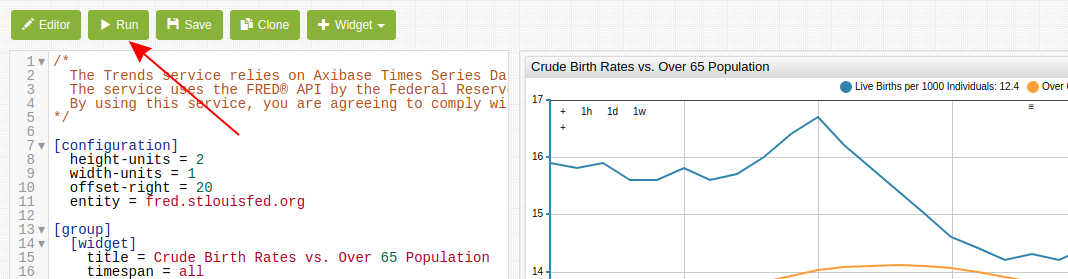 Editor Run Save Clone Widget
1 /*
2 The Trends service relies on Axibase Times Series Da
3 The service uses the FRED® API by the Federal Reserv
4 By using this service, you are agreeing to comply wi
5 */
6
7 [configuration]
8 height-units = 2
9 width-units = 1
10 offset-right = 20
11 entity = fred.stlouisfed.org
12
13 [group]
14 [widget]
15 title = Crude Birth Rates vs. Over 65 Population
16 timespan = all
Crude Birth Rates vs. Over 65 Population
Live Births per 1000 Individuals: 12.4 Over
17
+ 1h 1d 1w
+
16
15
14